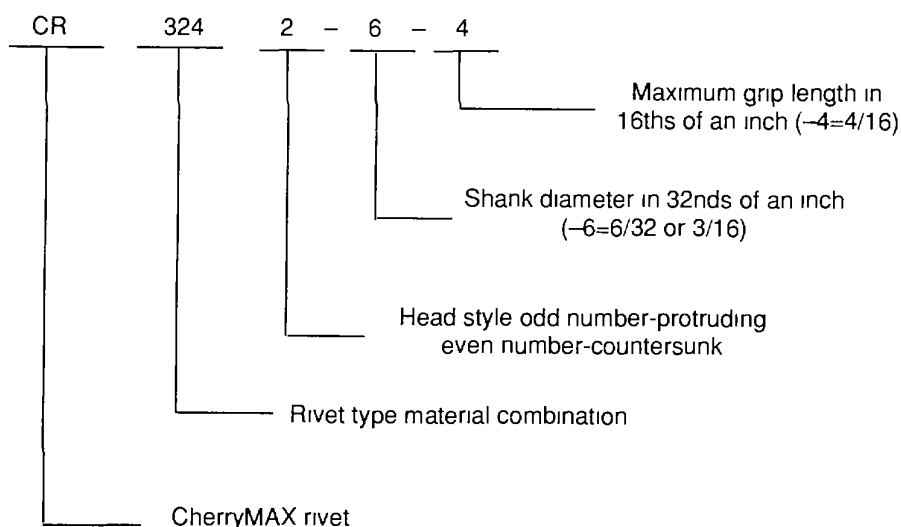 CR 324 2 - 6 - 4
Maximum grip length in
16ths of an inch (–4=4/16)
Shank diameter in 32nds of an inch
(–6=6/32 or 3/16)
Head style odd number-protruding
even number-countersunk
Rivet type material combination
CherryMAX rivet